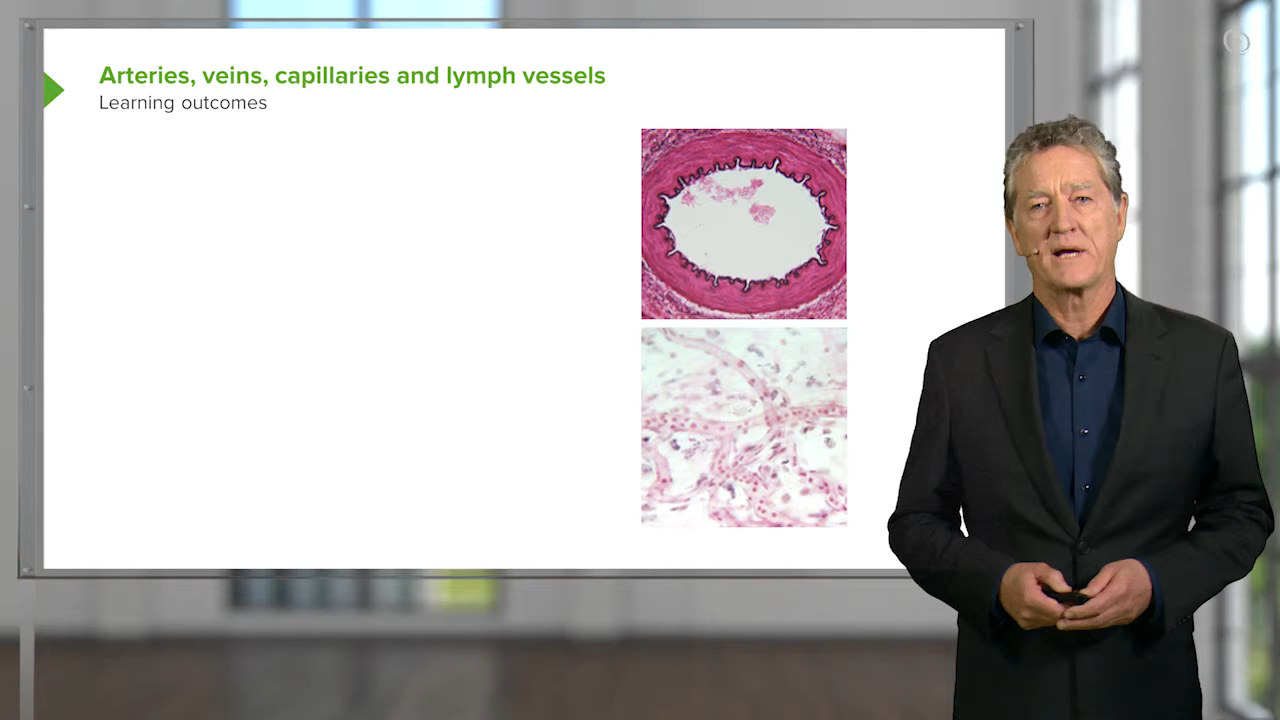 Arteries, veins, capillaries and lymph vessels
Learning outcomes